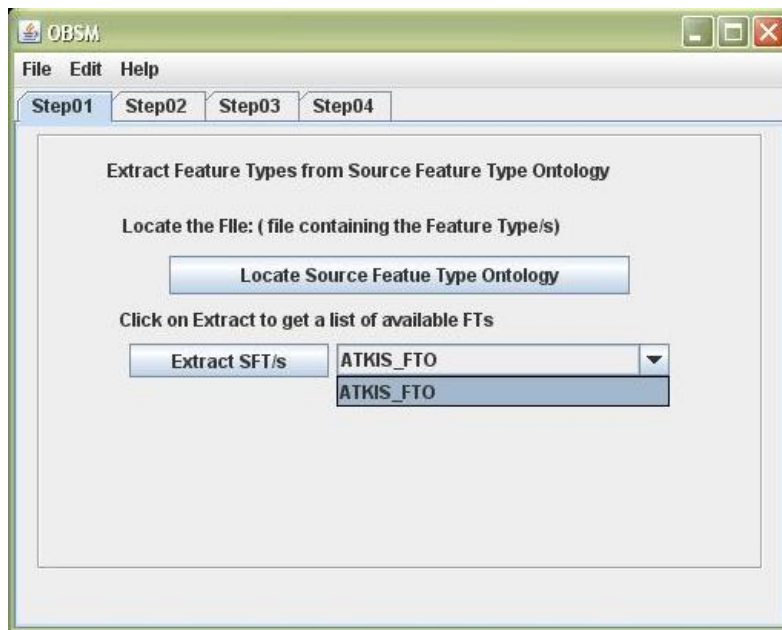 OBSM
File Edit Help
Step01 Step02 Step03 Step04
Extract Feature Types from Source Feature Type Ontology
Locate the FIle: ( file containing the Feature Type/s)
Locate Source Featue Type Ontology
Click on Extract to get a list of available FTs
Extract SFT/s ATKIS_FTO
ATKIS_FTO